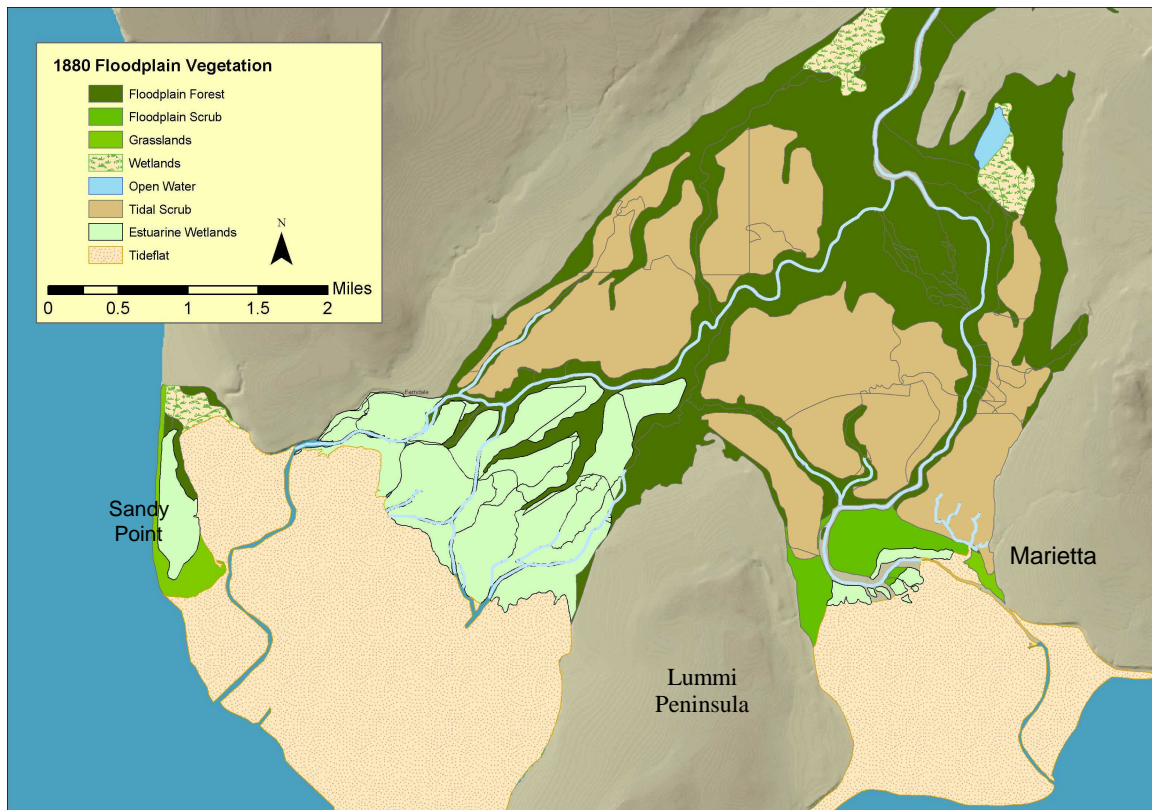 1880 Floodplain Vegetation
Floodplain Forest
Floodplain Scrub
Grasslands
Wetlands
Open Water
Tidal Scrub
Estuarine Wetlands
Tideflat
N
Miles
0 0.5 1 1.5 2
Sandy
Point
Marietta
Lummi
Peninsula